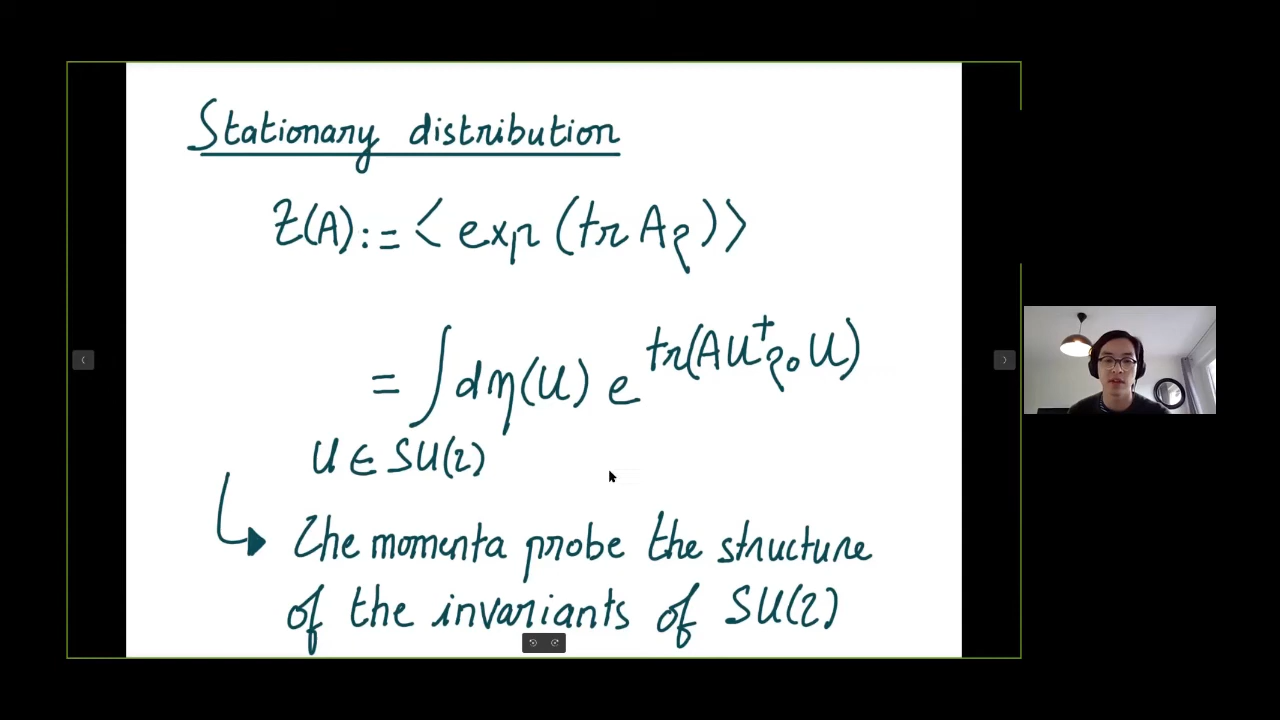 Stationary distribution
Z(A) := ⟨exp(tr Aρ)⟩
= ∫ dη(U) e^{tr(AU†ρ₀U)}
U ∈ SU(2)
↳ The momenta probe the structure
of the invariants of SU(2)